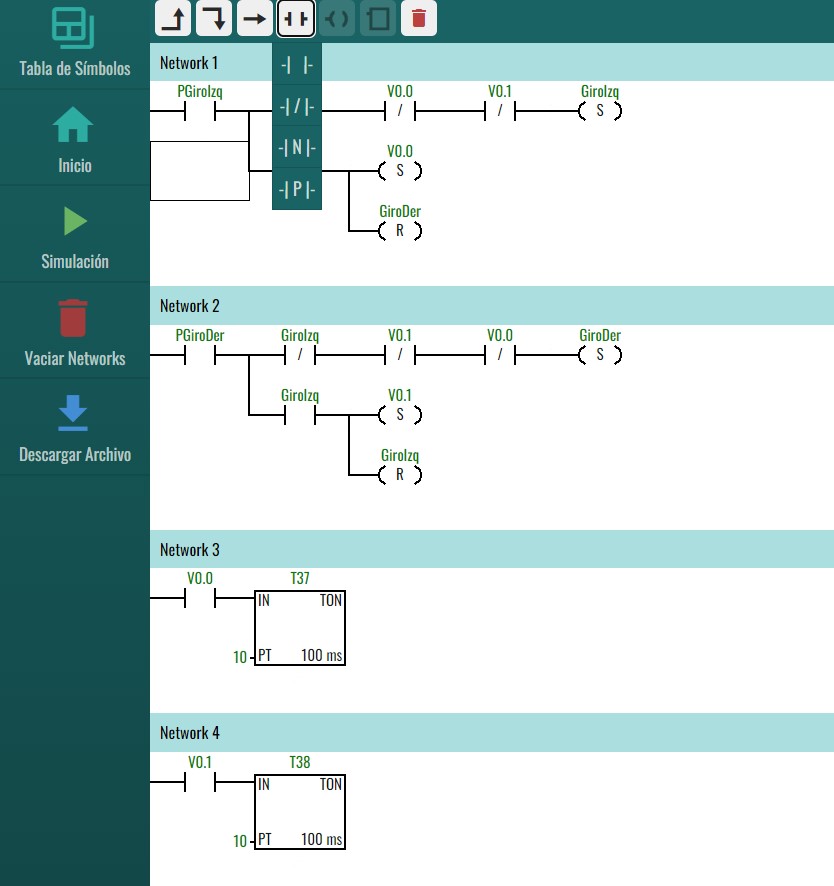 Tabla de Símbolos
Inicio
Simulación
Vaciar Networks
Descargar Archivo
Network 1
-| |-
-| / |-
-| N |-
-| P |-
PGiroIzq
V0.0
V0.1
GiroIzq
/
/
S
V0.0
S
GiroDer
R
Network 2
PGiroDer
GiroIzq
V0.1
V0.0
GiroDer
/
/
/
S
GiroIzq
V0.1
S
GiroIzq
R
Network 3
V0.0
T37
IN TON
10 PT 100 ms
Network 4
V0.1
T38
IN TON
10 PT 100 ms